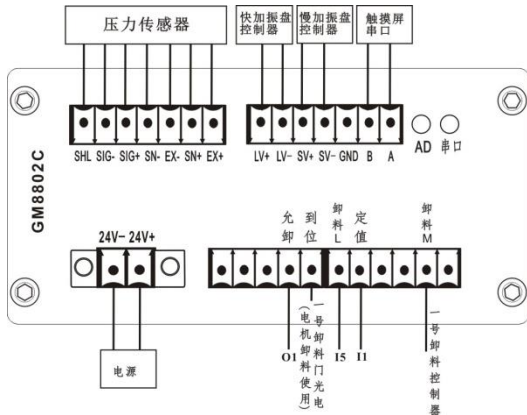 压力传感器
快加振盘
控制器
慢加振盘
控制器
触摸屏
串口
SHL SIG- SIG+ SN- EX- SN+ EX+
LV+ LV- SV+ SV- GND B A
AD 串口
GM8802C
24V- 24V+
允卸
到位
卸料L
定值
卸料M
电源
O1
一号卸料门光电
(电机卸料使用)
I5
I1
一号卸料控制器